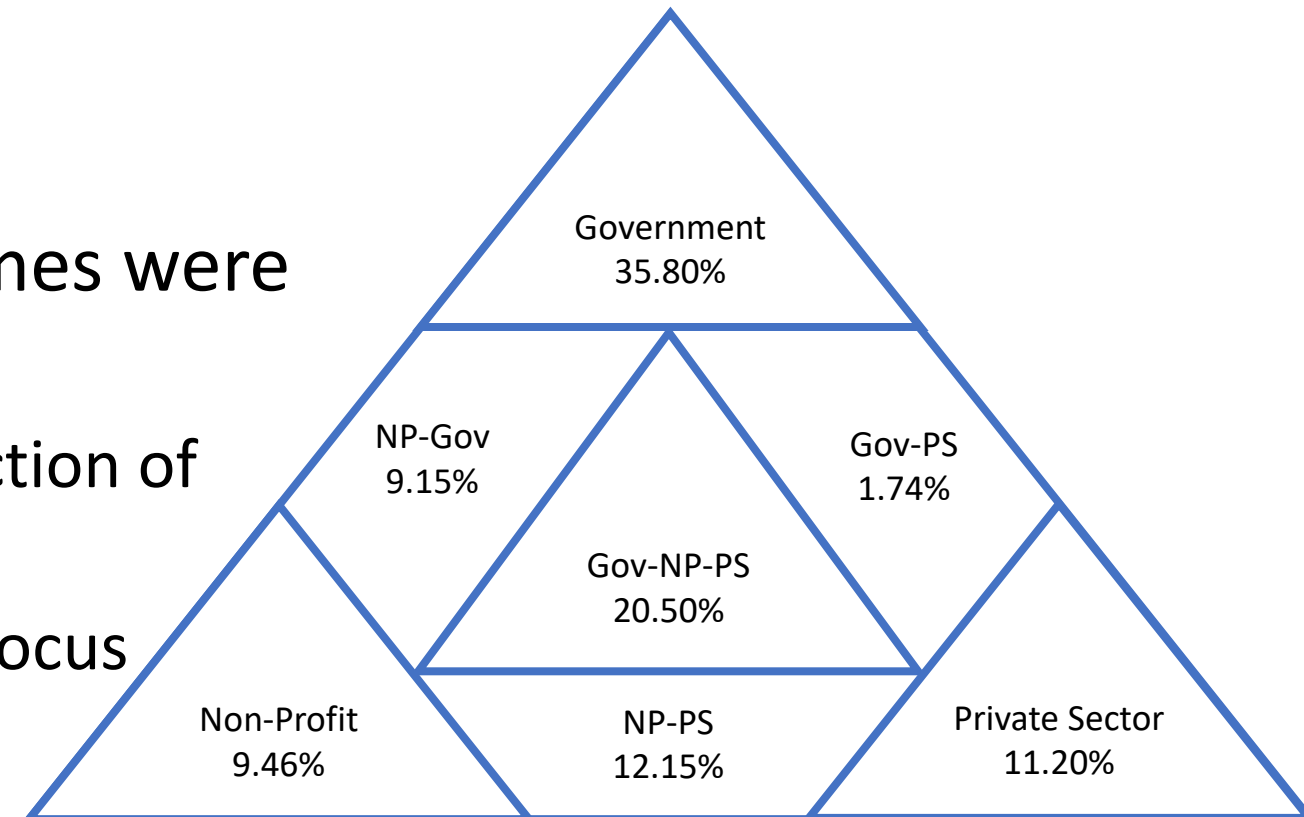 Government
35.80%
mes were
NP-Gov
9.15%
Gov-PS
1.74%
ction of
Gov-NP-PS
20.50%
ocus
Non-Profit
9.46%
NP-PS
12.15%
Private Sector
11.20%